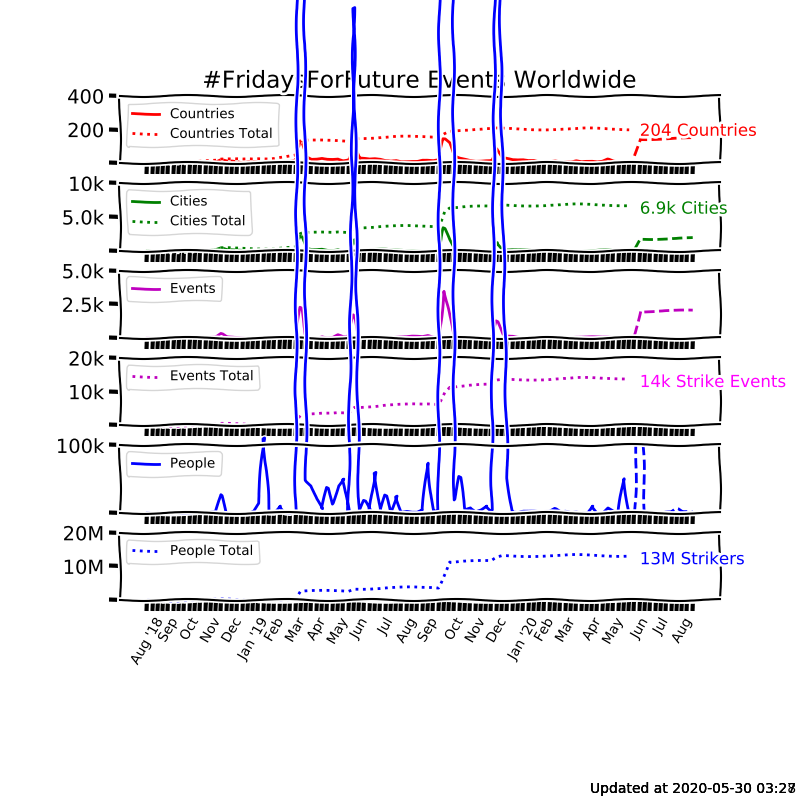 #FridaysForFuture Events Worldwide
400
200
Countries
Countries Total
204 Countries
10k
5.0k
Cities
Cities Total
6.9k Cities
5.0k
2.5k
Events
20k
10k
Events Total
14k Strike Events
100k
People
20M
10M
People Total
13M Strikers
Aug '18
Sep
Oct
Nov
Dec
Jan '19
Feb
Mar
Apr
May
Jun
Jul
Aug
Sep
Oct
Nov
Dec
Jan '20
Feb
Mar
Apr
May
Jun
Jul
Aug
Updated at 2020-05-30